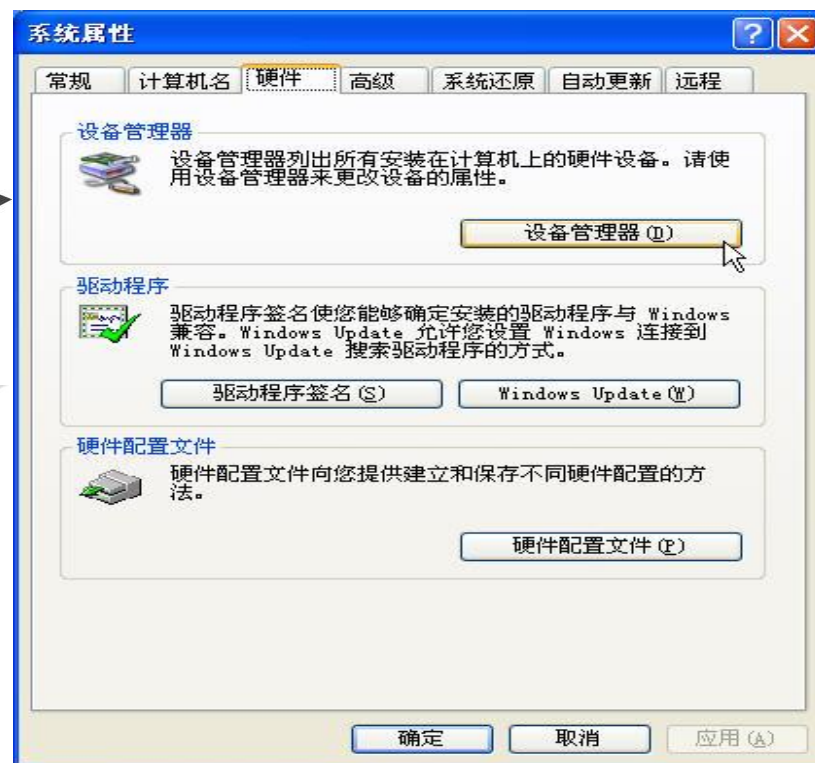 系统属性
常规 计算机名 硬件 高级 系统还原 自动更新 远程
设备管理器
设备管理器列出所有安装在计算机上的硬件设备。请使
用设备管理器来更改设备的属性。
设备管理器(D)
驱动程序
驱动程序签名使您能够确定安装的驱动程序与 Windows
兼容。Windows Update 允许您设置 Windows 连接到
Windows Update 搜索驱动程序的方式。
驱动程序签名(S) Windows Update(W)
硬件配置文件
硬件配置文件向您提供建立和保存不同硬件配置的方
法。
硬件配置文件(P)
确定 取消 应用(A)